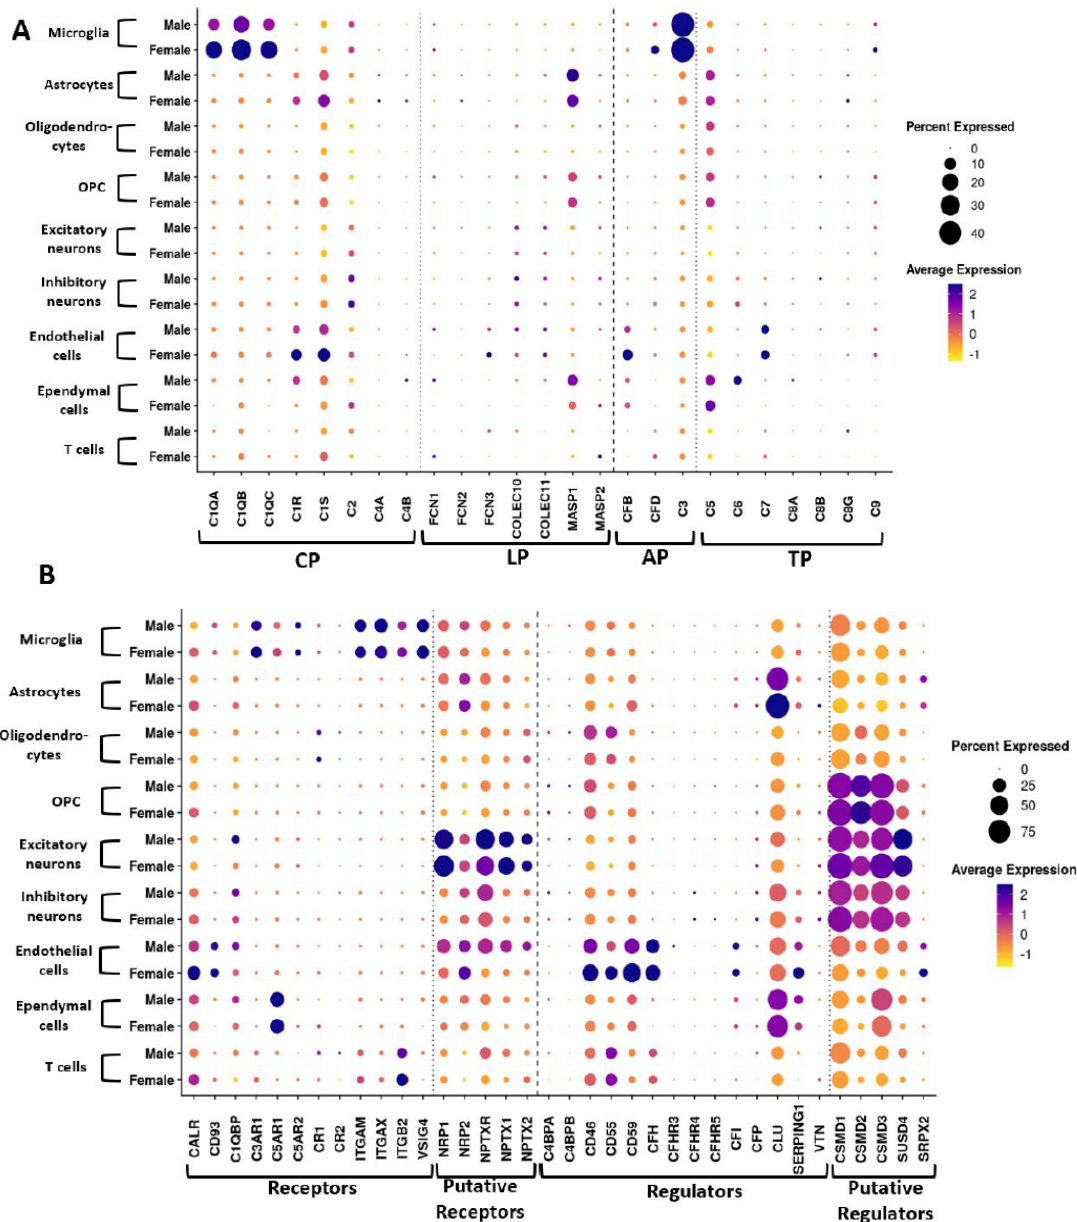 A
Microglia
Male
Female
Astrocytes
Male
Female
Oligodendro-
cytes
Male
Female
OPC
Male
Female
Excitatory
neurons
Male
Female
Inhibitory
neurons
Male
Female
Endothelial
cells
Male
Female
Ependymal
cells
Male
Female
T cells
Male
Female
Percent Expressed
0
10
20
30
40
Average Expression
2
1
0
-1
C1QA C1QB C1QC C1R C1S C2 C4A C4B FCN1 FCN2 FCN3 COLEC10 COLEC11 MASP1 MASP2 CFB CFD C3 C5 C6 C7 C8A C8B C8G C9
CP LP AP TP
B
Microglia
Male
Female
Astrocytes
Male
Female
Oligodendro-
cytes
Male
Female
OPC
Male
Female
Excitatory
neurons
Male
Female
Inhibitory
neurons
Male
Female
Endothelial
cells
Male
Female
Ependymal
cells
Male
Female
T cells
Male
Female
Percent Expressed
0
25
50
75
Average Expression
2
1
0
-1
CALR CD93 C1QBP C3AR1 C5AR1 C5AR2 CR1 CR2 ITGAM ITGAX ITGB2 VSIG4 NRP1 NRP2 NPTXR NPTX1 NPTX2 C4BPA C4BPB CD46 CD55 CD59 CFH CFHR3 CFHR4 CFHR5 CFI CFP CLU SERPING1 VTN CSMD1 CSMD2 CSMD3 SUSD4 SRPX2
Receptors
Putative
Receptors
Regulators
Putative
Regulators